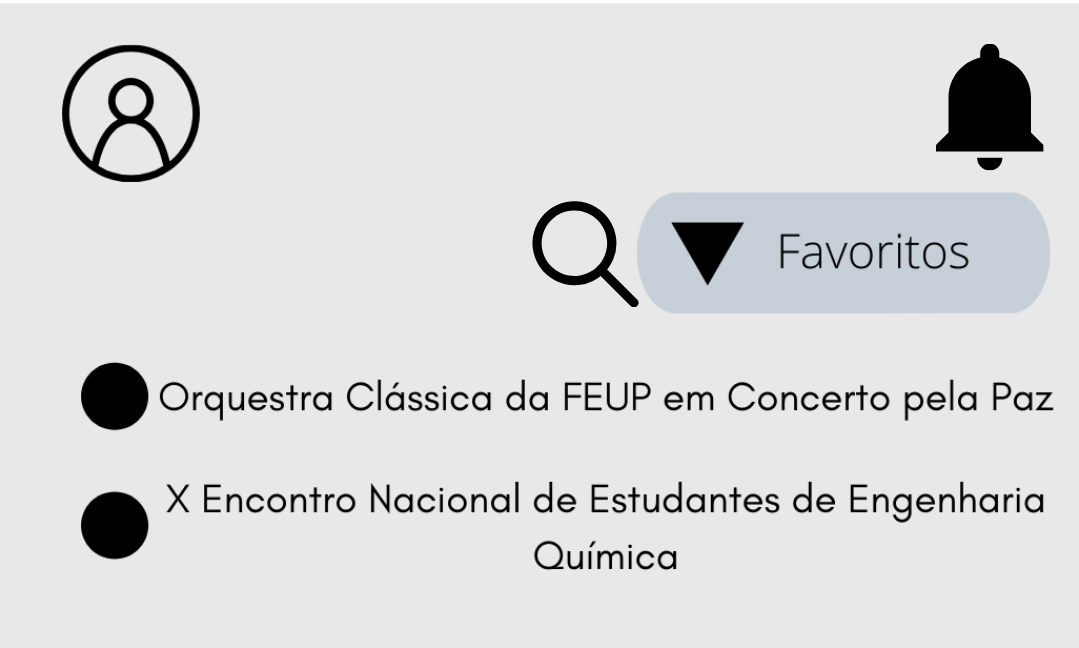 Favoritos
Orquestra Clássica da FEUP em Concerto pela Paz
X Encontro Nacional de Estudantes de Engenharia
Química